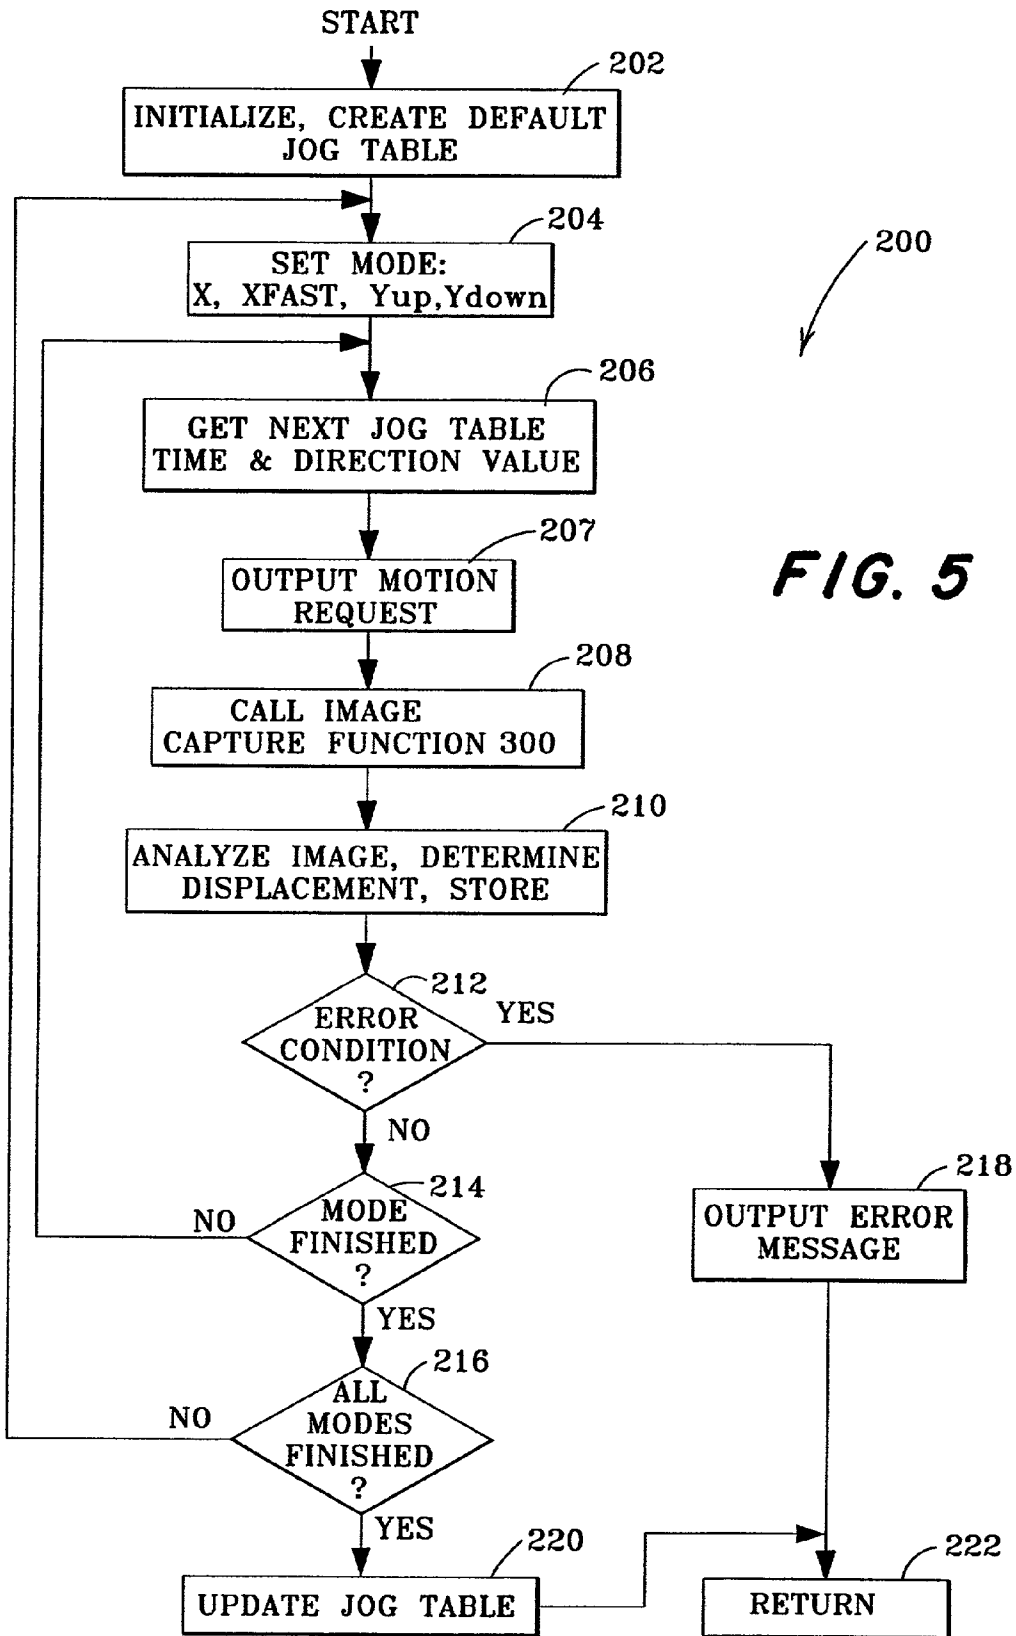 START
202
INITIALIZE, CREATE DEFAULT
JOG TABLE
204
SET MODE:
X, XFAST, Yup,Ydown
200
206
GET NEXT JOG TABLE
TIME & DIRECTION VALUE
207
OUTPUT MOTION
REQUEST
FIG. 5
208
CALL IMAGE
CAPTURE FUNCTION 300
210
ANALYZE IMAGE, DETERMINE
DISPLACEMENT, STORE
212
ERROR
CONDITION
?
YES
NO
214
MODE
FINISHED
?
NO
YES
218
OUTPUT ERROR
MESSAGE
216
ALL
MODES
FINISHED
?
NO
YES
220
UPDATE JOG TABLE
222
RETURN